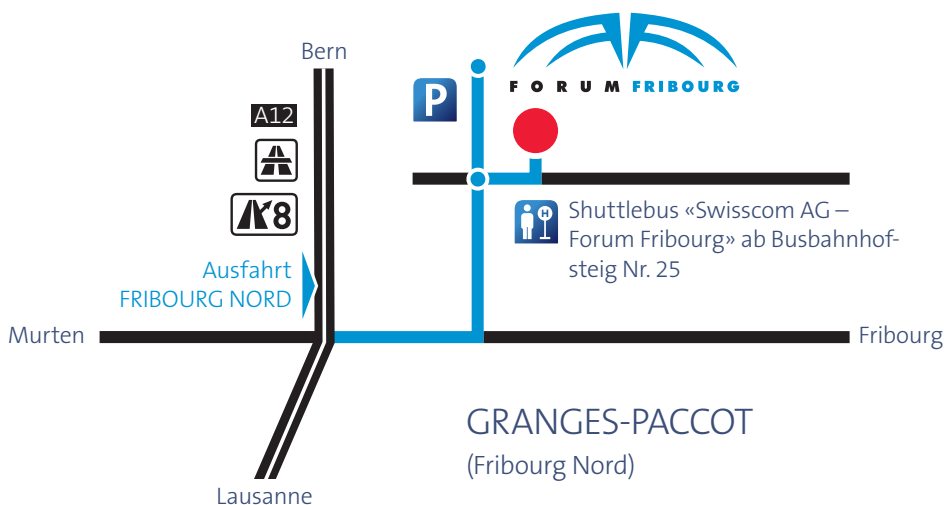 Bern
FORUM FRIBOURG
P
A12
8
H
Shuttlebus «Swisscom AG –
Forum Fribourg» ab Busbahnhof-
steig Nr. 25
Ausfahrt
FRIBOURG NORD
Murten
Fribourg
GRANGES-PACCOT
(Fribourg Nord)
Lausanne